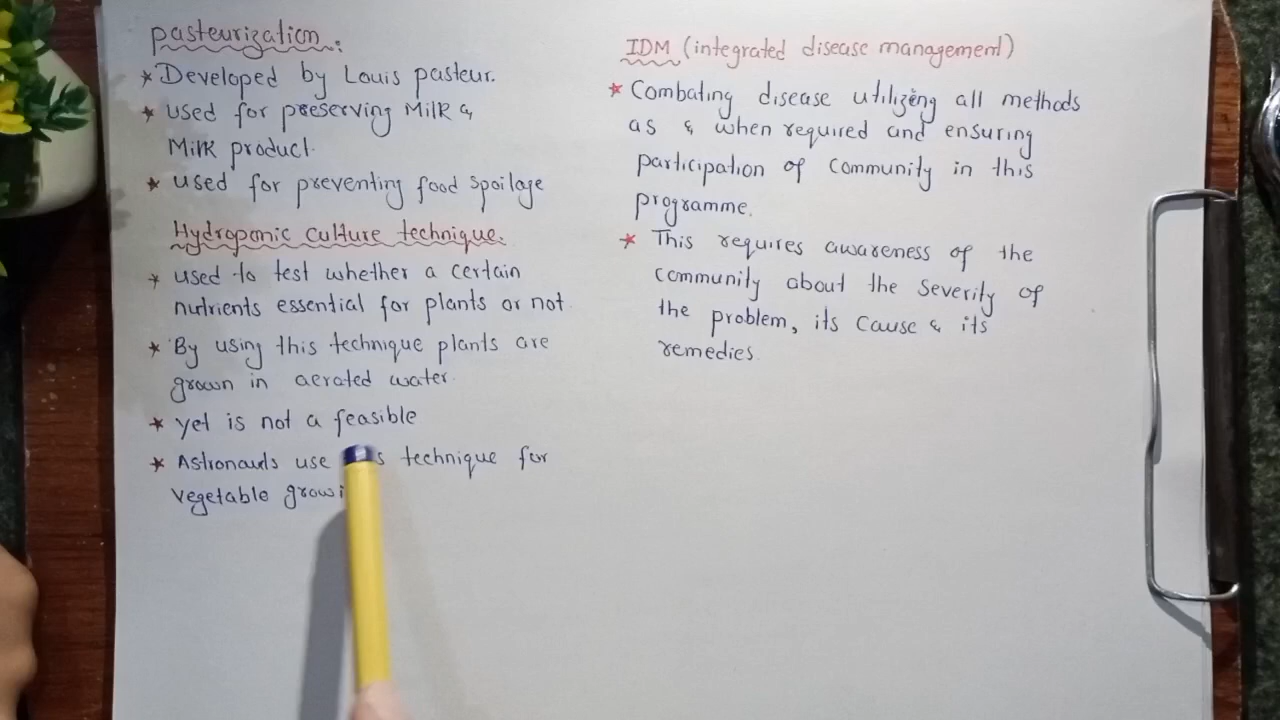 pasteurization.:
* Developed by Louis pasteur.
* used for preserving Milk &
Milk product.
* used for preventing food Spoilage
Hydroponic culture technique:
* used to test whether a certain
nutrients essential for plants or not.
* By using this technique plants are
grown in aerated water.
* yet is not a feasible
* Astronauts use technique for
vegetable
IDM (integrated disease management)
* Combating disease utilizing all methods
as & when required and ensuring
participation of community in this
programme.
* This requires awareness of the
community about the severity of
the problem, its cause & its
remedies